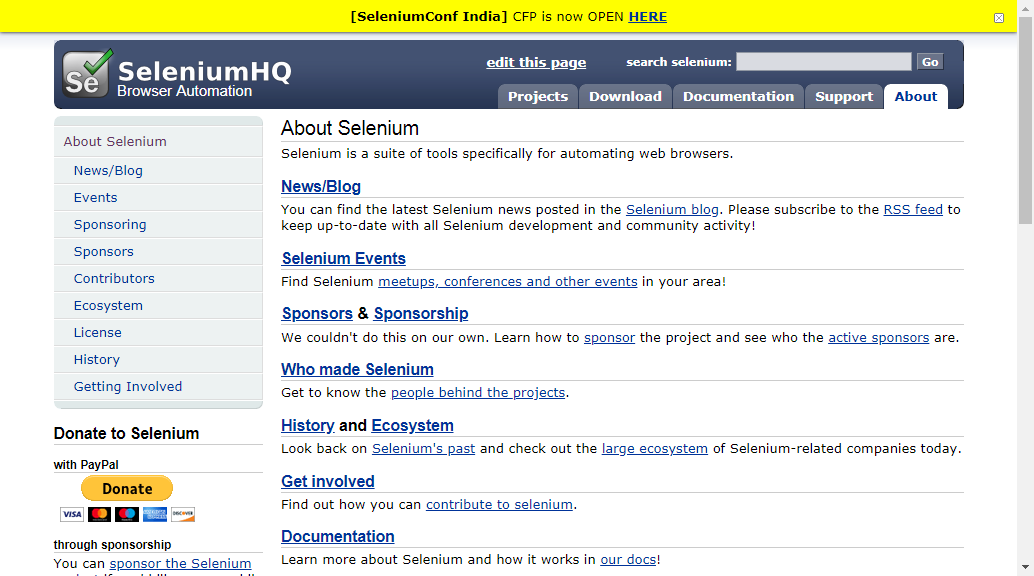 [SeleniumConf India] CFP is now OPEN HERE
Se
SeleniumHQ
Browser Automation
edit this page
search selenium:
Go
Projects
Download
Documentation
Support
About
About Selenium
News/Blog
Events
Sponsoring
Sponsors
Contributors
Ecosystem
License
History
Getting Involved
Donate to Selenium
with PayPal
Donate
VISA
DISCOVER
through sponsorship
You can sponsor the Selenium
About Selenium
Selenium is a suite of tools specifically for automating web browsers.
News/Blog
You can find the latest Selenium news posted in the Selenium blog. Please subscribe to the RSS feed to
keep up-to-date with all Selenium development and community activity!
Selenium Events
Find Selenium meetups, conferences and other events in your area!
Sponsors & Sponsorship
We couldn't do this on our own. Learn how to sponsor the project and see who the active sponsors are.
Who made Selenium
Get to know the people behind the projects.
History and Ecosystem
Look back on Selenium's past and check out the large ecosystem of Selenium-related companies today.
Get involved
Find out how you can contribute to selenium.
Documentation
Learn more about Selenium and how it works in our docs!